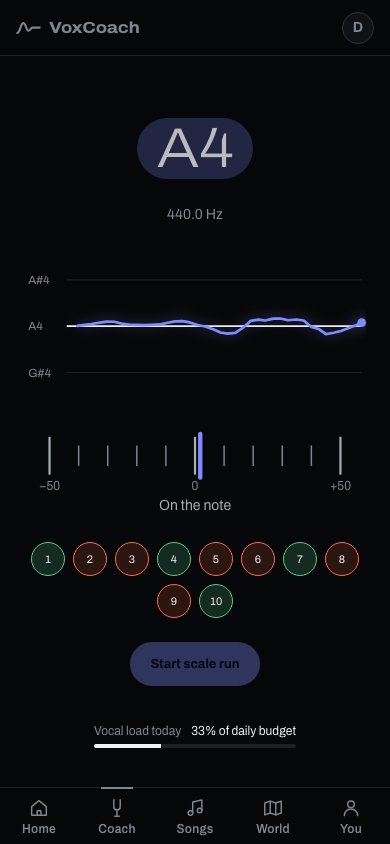 VoxCoach
D
A4
440.0 Hz
A#4
A4
G#4
−50
0
+50
On the note
1 2 3 4 5 6 7 8
9 10
Start scale run
Vocal load today 33% of daily budget
Home Coach Songs World You